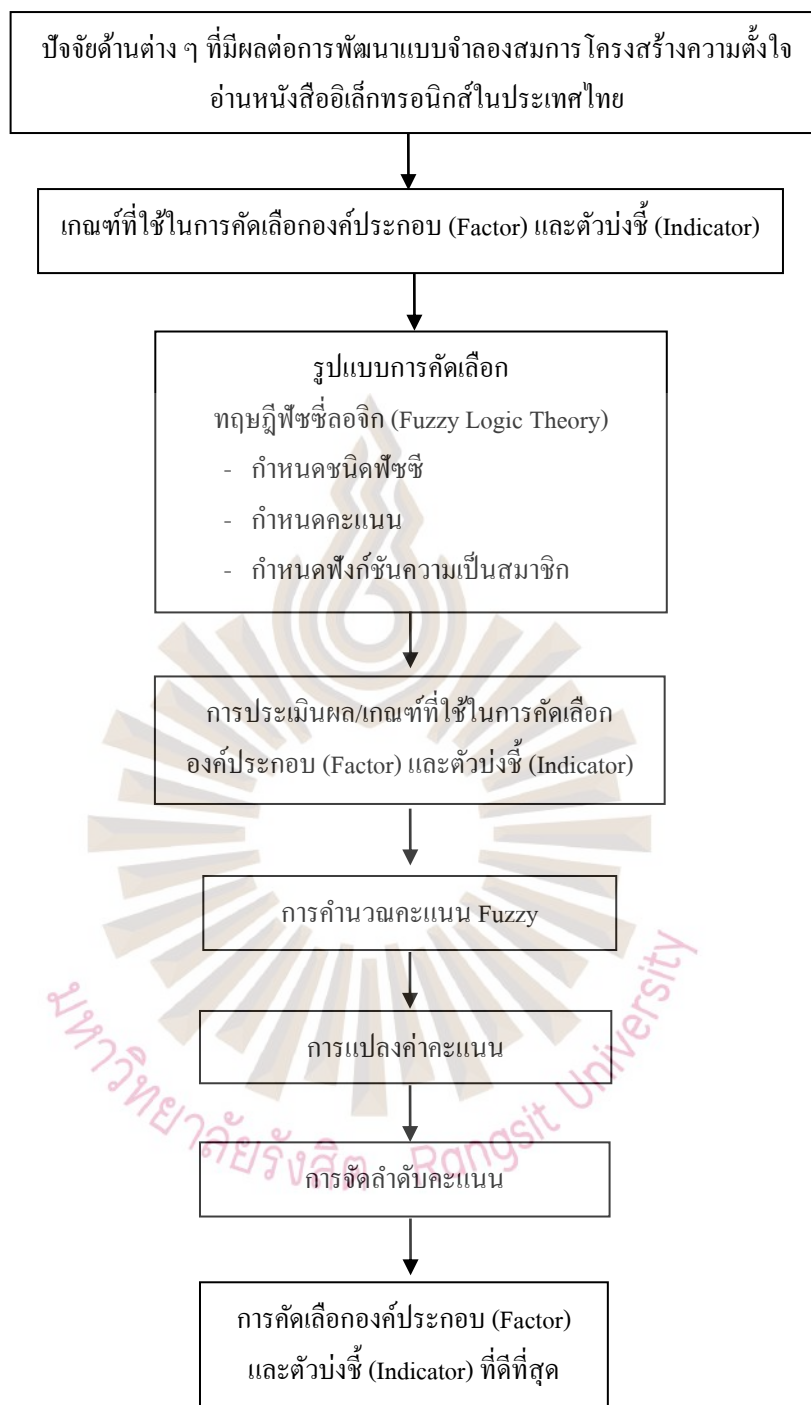 ปัจจัยด้านต่าง ๆ ที่มีผลต่อการพัฒนาแบบจำลองสมการโครงสร้างความตั้งใจ
อ่านหนังสืออิเล็กทรอนิกส์ในประเทศไทย
เกณฑ์ที่ใช้ในการคัดเลือกองค์ประกอบ (Factor) และตัวบ่งชี้ (Indicator)
รูปแบบการคัดเลือก
ทฤษฎีฟัซซี่ลอจิก (Fuzzy Logic Theory)
- กำหนดชนิดฟัซซี
- กำหนดคะแนน
- กำหนดฟังก์ชันความเป็นสมาชิก
การประเมินผล/เกณฑ์ที่ใช้ในการคัดเลือก
องค์ประกอบ (Factor) และตัวบ่งชี้ (Indicator)
การคำนวณคะแนน Fuzzy
การแปลงค่าคะแนน
การจัดลำดับคะแนน
การคัดเลือกองค์ประกอบ (Factor)
และตัวบ่งชี้ (Indicator) ที่ดีที่สุด
มหาวิทยาลัยรังสิต Rangsit University